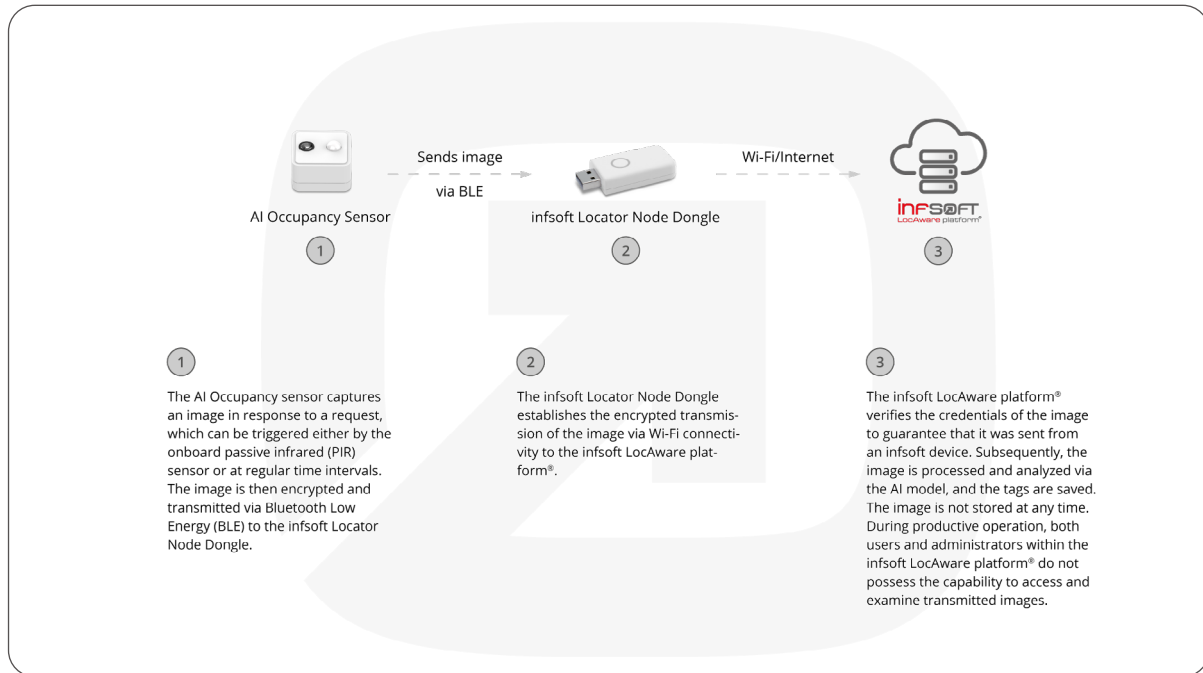 Sends image
via BLE
Wi-Fi/Internet
AI Occupancy Sensor
infsoft Locator Node Dongle
infsoft
LocAware platform®
1
2
3
1
The AI Occupancy sensor captures
an image in response to a request,
which can be triggered either by the
onboard passive infrared (PIR)
sensor or at regular time intervals.
The image is then encrypted and
transmitted via Bluetooth Low
Energy (BLE) to the infsoft Locator
Node Dongle.
2
The infsoft Locator Node Dongle
establishes the encrypted transmis-
sion of the image via Wi-Fi connecti-
vity to the infsoft LocAware plat-
form®.
3
The infsoft LocAware platform®
verifies the credentials of the image
to guarantee that it was sent from
an infsoft device. Subsequently, the
image is processed and analyzed via
the AI model, and the tags are saved.
The image is not stored at any time.
During productive operation, both
users and administrators within the
infsoft LocAware platform® do not
possess the capability to access and
examine transmitted images.